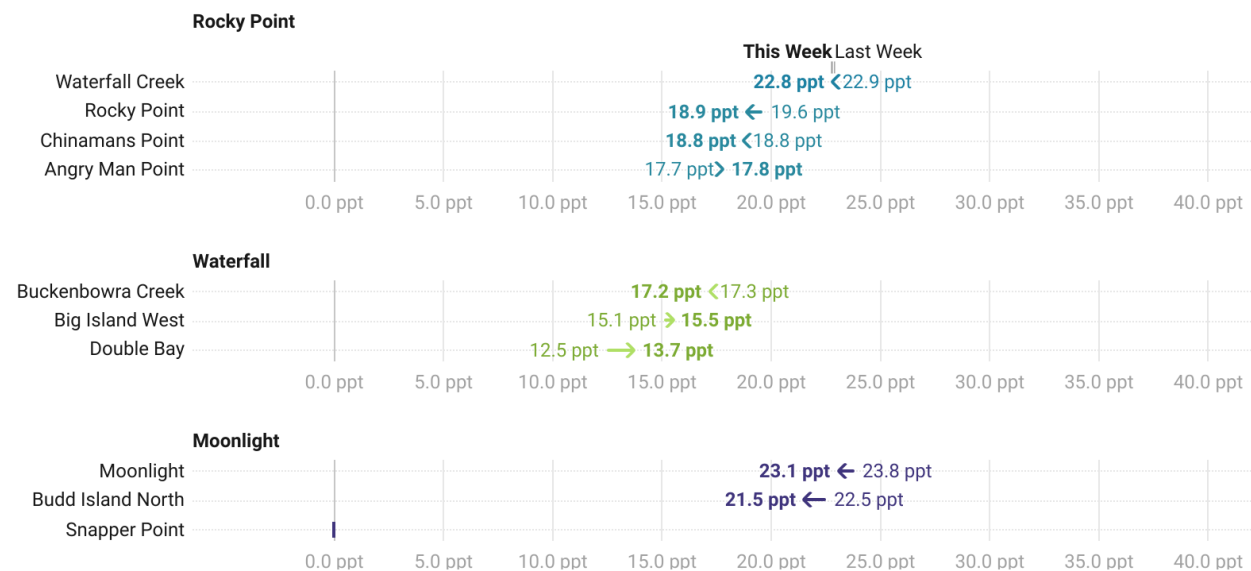 Rocky Point
This Week Last Week
Waterfall Creek 22.8 ppt 22.9 ppt
Rocky Point 18.9 ppt 19.6 ppt
Chinamans Point 18.8 ppt 18.8 ppt
Angry Man Point 17.7 ppt 17.8 ppt
0.0 ppt 5.0 ppt 10.0 ppt 15.0 ppt 20.0 ppt 25.0 ppt 30.0 ppt 35.0 ppt 40.0 ppt
Waterfall
Buckenbowra Creek 17.2 ppt 17.3 ppt
Big Island West 15.1 ppt 15.5 ppt
Double Bay 12.5 ppt 13.7 ppt
0.0 ppt 5.0 ppt 10.0 ppt 15.0 ppt 20.0 ppt 25.0 ppt 30.0 ppt 35.0 ppt 40.0 ppt
Moonlight
Moonlight 23.1 ppt 23.8 ppt
Budd Island North 21.5 ppt 22.5 ppt
Snapper Point
0.0 ppt 5.0 ppt 10.0 ppt 15.0 ppt 20.0 ppt 25.0 ppt 30.0 ppt 35.0 ppt 40.0 ppt